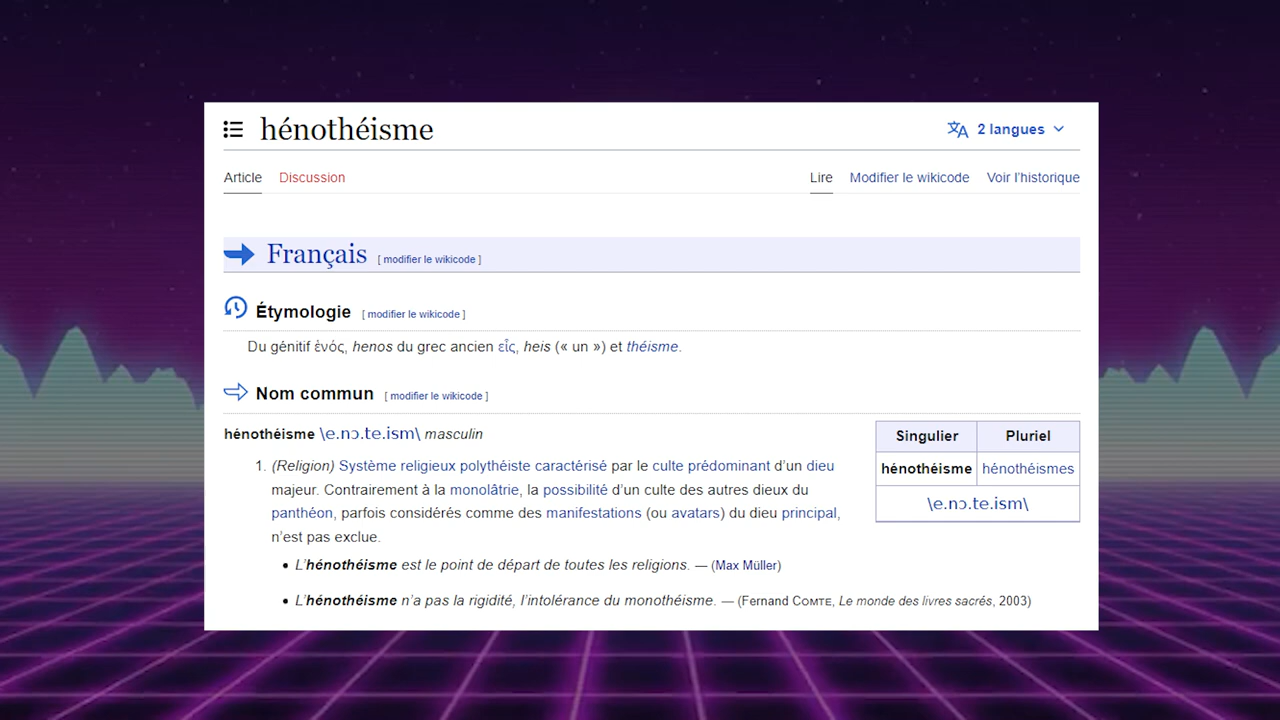 hénothéisme
2 langues
Article Discussion Lire Modifier le wikicode Voir l'historique
Français [ modifier le wikicode ]
Étymologie [ modifier le wikicode ]
Du génitif ἑνός, henos du grec ancien εἷς, heis (« un ») et théisme.
Nom commun [ modifier le wikicode ]
hénothéisme \e.nɔ.te.ism\ masculin
1. (Religion) Système religieux polythéiste caractérisé par le culte prédominant d'un dieu
majeur. Contrairement à la monolâtrie, la possibilité d'un culte des autres dieux du
panthéon, parfois considérés comme des manifestations (ou avatars) du dieu principal,
n'est pas exclue.
• L'hénothéisme est le point de départ de toutes les religions. — (Max Müller)
• L'hénothéisme n'a pas la rigidité, l'intolérance du monothéisme. — (Fernand COMTE, Le monde des livres sacrés, 2003)
Singulier Pluriel
hénothéisme hénothéismes
\e.nɔ.te.ism\